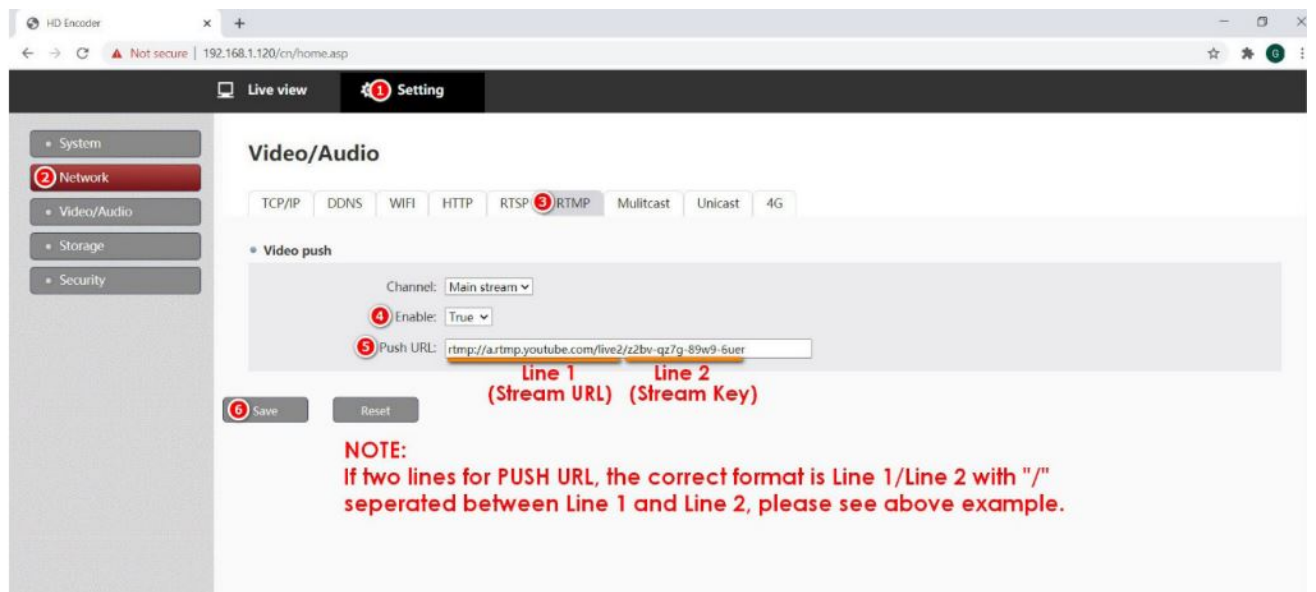 HD Encoder
Not secure | 192.168.1.120/cn/home.asp
G
Live view 1 Setting
System
2 Network
Video/Audio
Storage
Security
Video/Audio
TCP/IP DDNS WIFI HTTP RTSP 3 RTMP Mulitcast Unicast 4G
Video push
Channel: Main stream
4 Enable: True
5 Push URL: rtmp://a.rtmp.youtube.com/live2/z2bv-qz7g-89w9-6uer
Line 1 Line 2
(Stream URL) (Stream Key)
6 Save Reset
NOTE:
If two lines for PUSH URL, the correct format is Line 1/Line 2 with "/"
seperated between Line 1 and Line 2, please see above example.